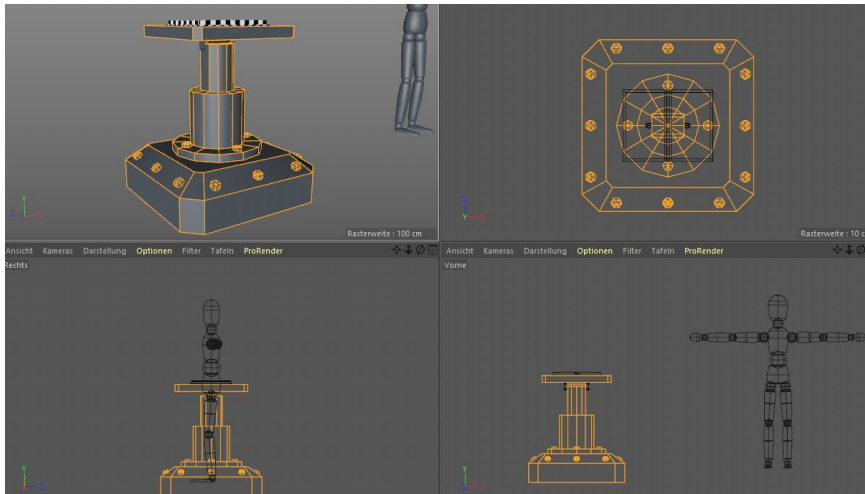 Y
Z
X
Rasterweite : 100 cm
Z
Y
X
Rasterweite : 10 c
Ansicht Kameras Darstellung Optionen Filter Tafeln ProRender
Ansicht Kameras Darstellung Optionen Filter Tafeln ProRender
Rechts
Vorne
Y
X
Z
Y
Z
X